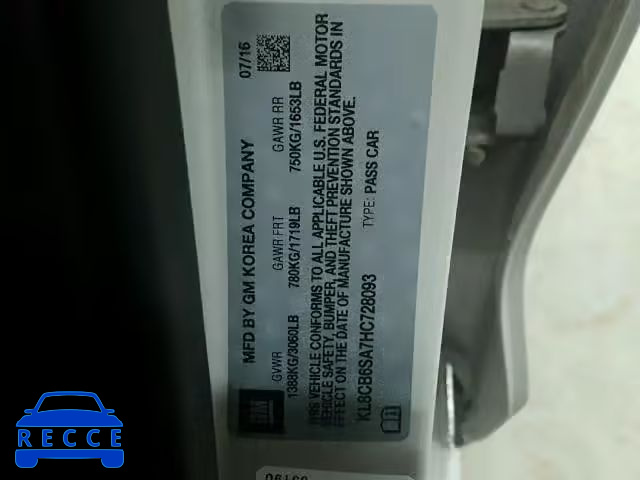 MFD BY GM KOREA COMPANY 07/16
GVWR GAWR FRT GAWR RR
1388KG/3060LB 780KG/1719LB 750KG/1653LB
THIS VEHICLE CONFORMS TO ALL APPLICABLE U.S. FEDERAL MOTOR
VEHICLE SAFETY, BUMPER, AND THEFT PREVENTION STANDARDS IN
EFFECT ON THE DATE OF MANUFACTURE SHOWN ABOVE.
KL8CB6SA7HC728093 TYPE: PASS CAR
GM
RECCE